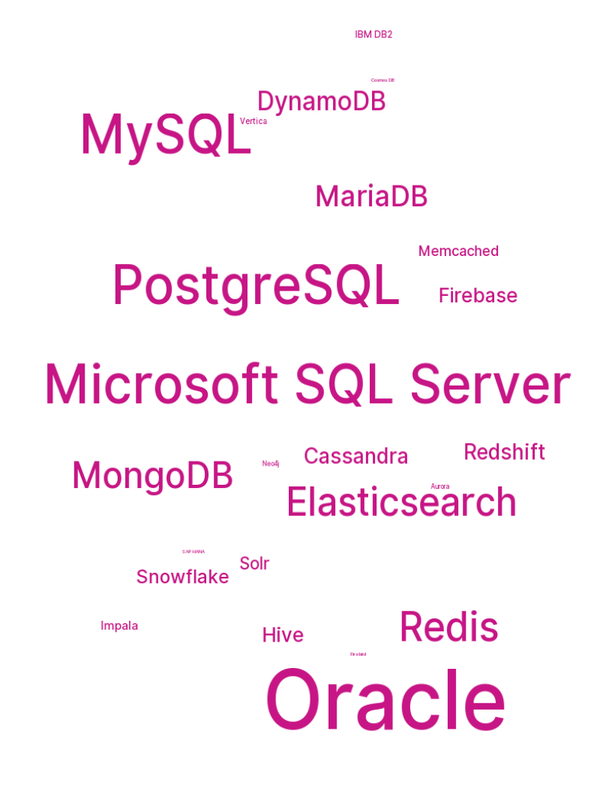 IBM DB2
Cosmos DB
DynamoDB
MySQL
Vertica
MariaDB
Memcached
PostgreSQL
Firebase
Microsoft SQL Server
Cassandra
Redshift
MongoDB
Neo4j
Aurora
Elasticsearch
SAP HANA
Solr
Snowflake
Impala
Redis
Hive
Firebird
Oracle